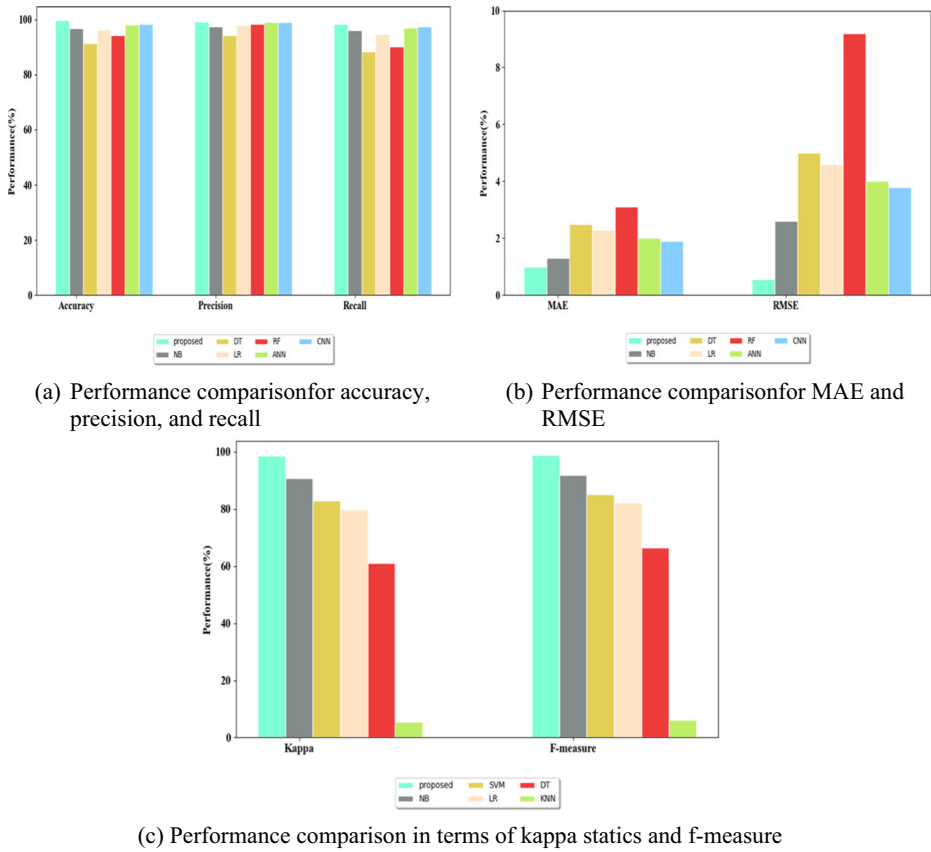 100
80
60
40
20
0
Performance(%)
Accuracy
Precision
Recall
proposed
DT
RF
CNN
NB
LR
ANN
(a) Performance comparisonfor accuracy,
precision, and recall
10
8
6
4
2
0
Performance(%)
MAE
RMSE
proposed
DT
RF
CNN
NB
LR
ANN
(b) Performance comparisonfor MAE and
RMSE
100
80
60
40
20
0
Performance(%)
Kappa
F-measure
proposed
SVM
DT
NB
LR
KNN
(c) Performance comparison in terms of kappa statics and f-measure